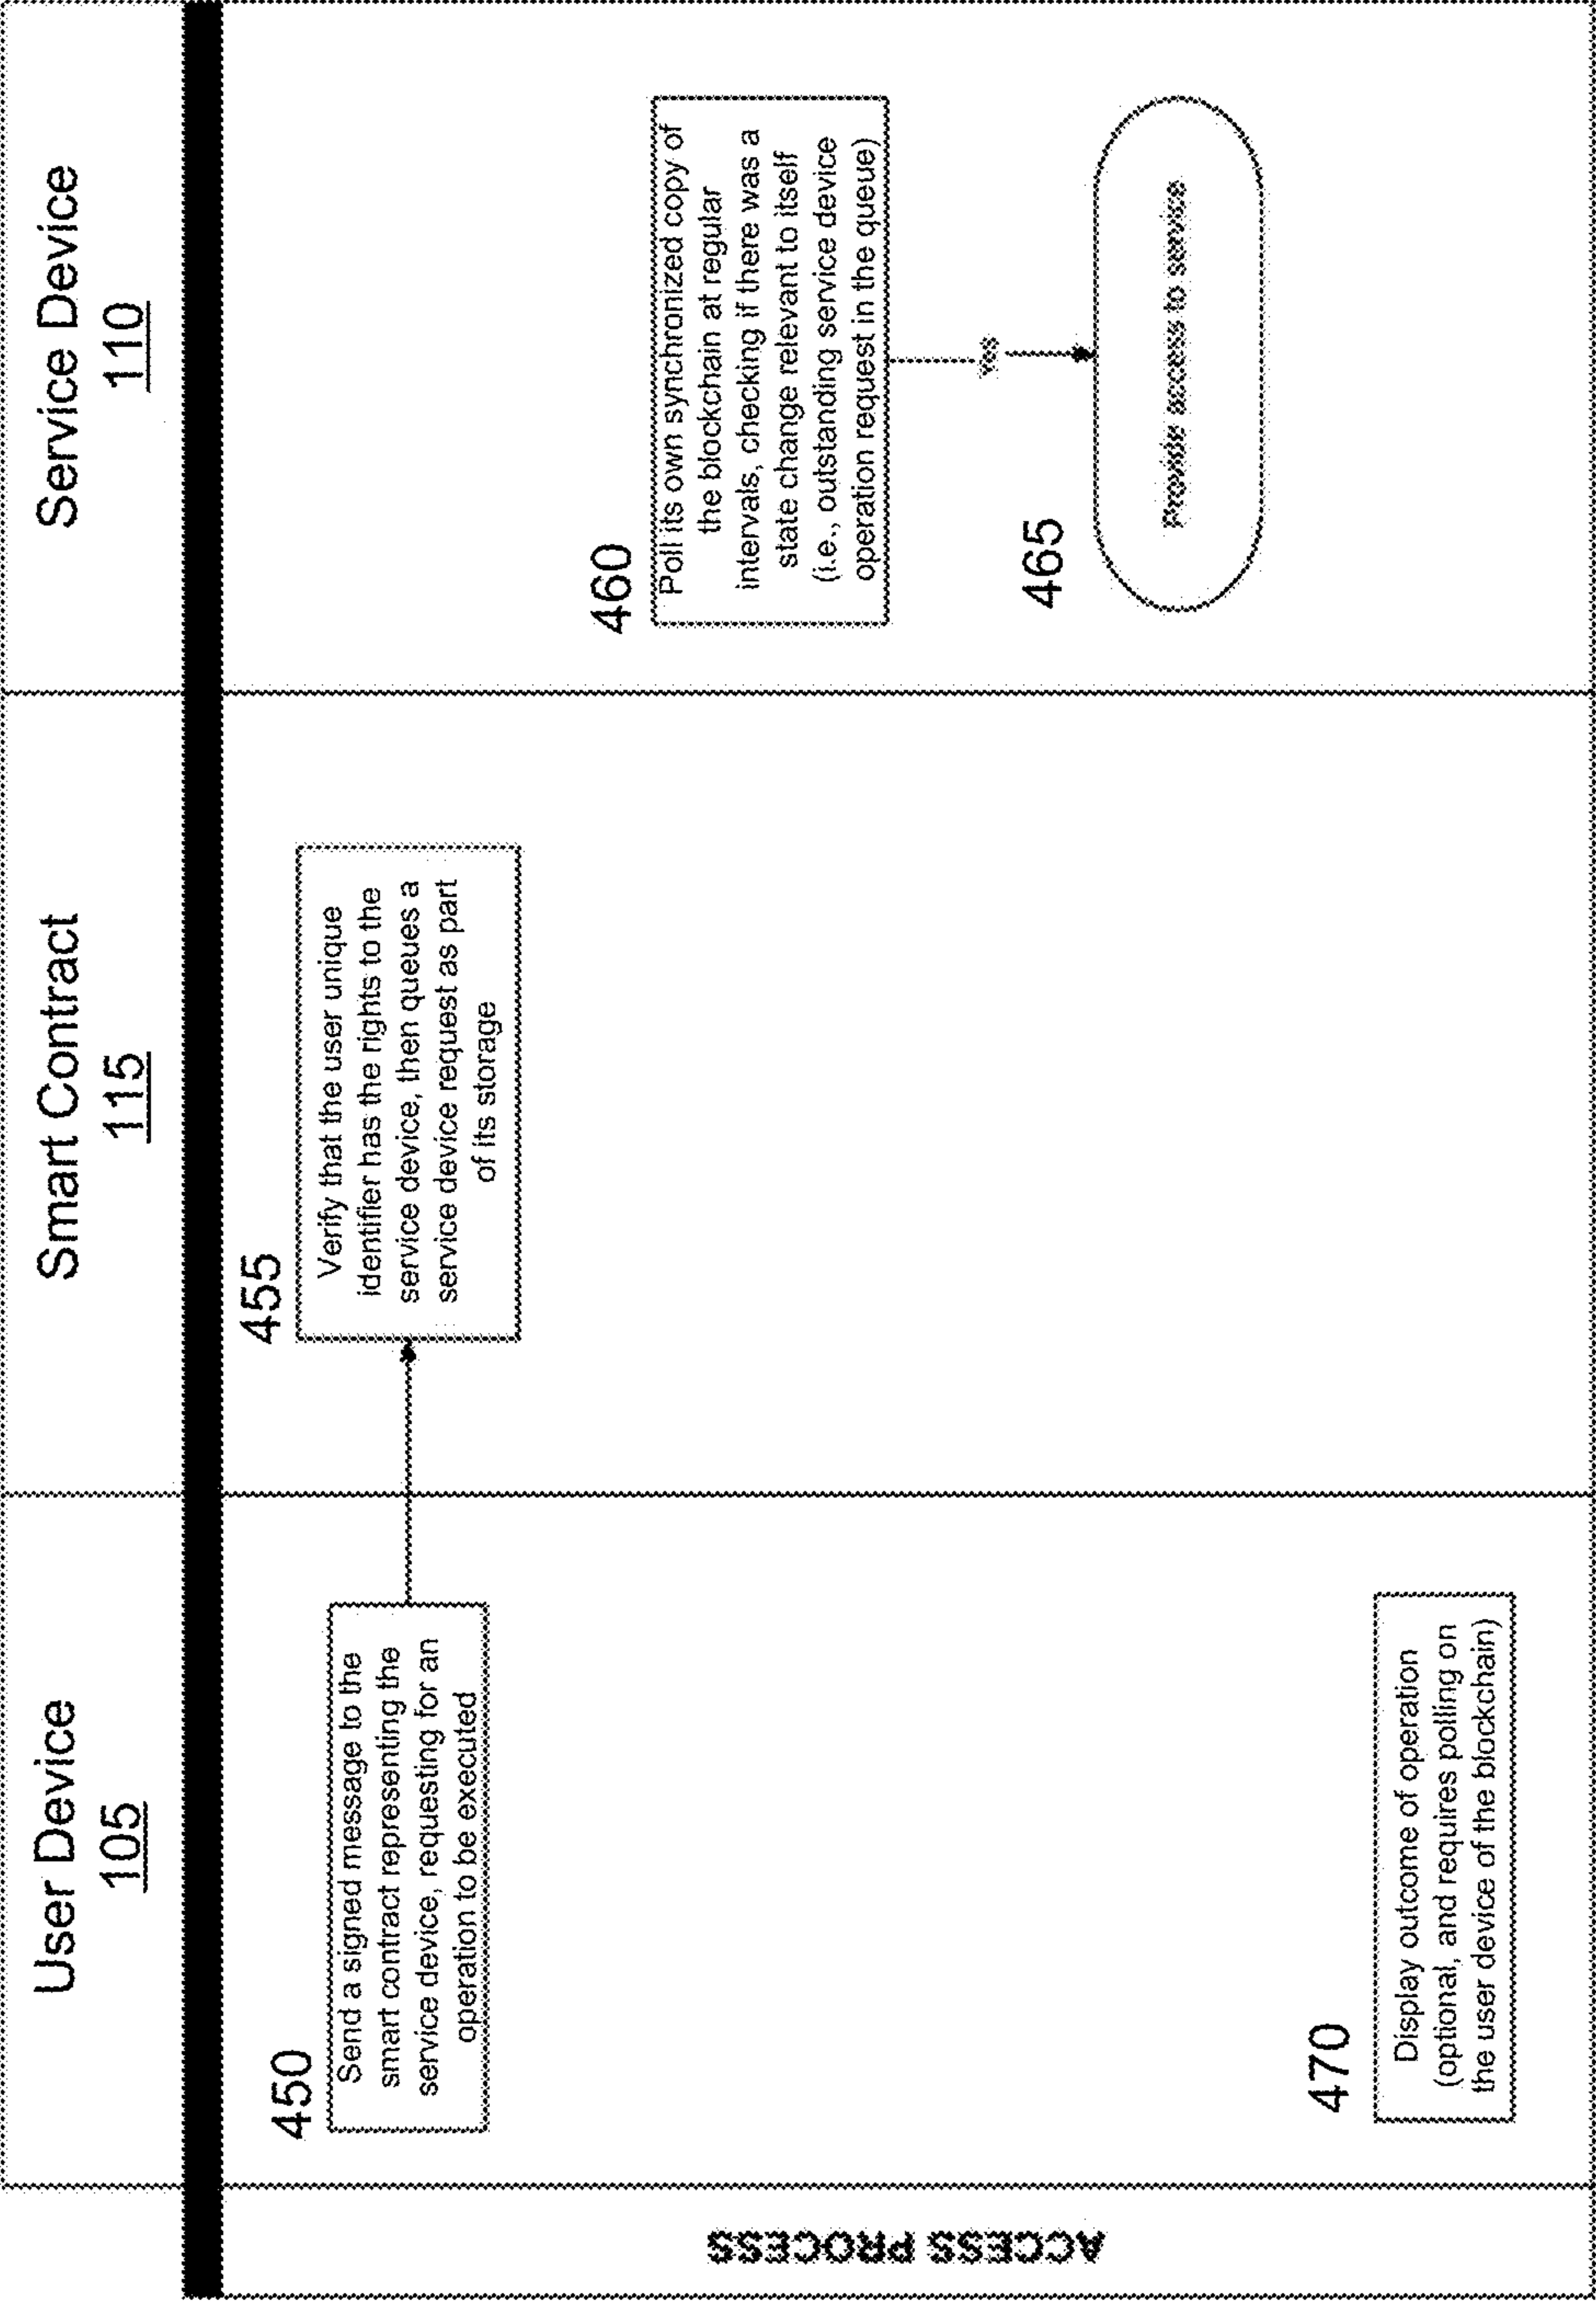 User Device
105
Smart Contract
115
Service Device
110
ACCESS PROCESS
450
Send a signed message to the
smart contract representing the
service device, requesting for an
operation to be executed
455
Verify that the user unique
identifier has the rights to the
service device, then queues a
service device request as part
of its storage
460
Poll its own synchronized copy of
the blockchain at regular
intervals, checking if there was a
state change relevant to itself
(i.e., outstanding service device
operation request in the queue)
Yes
465
Provide access to service
470
Display outcome of operation
(optional, and requires polling on
the user device of the blockchain)